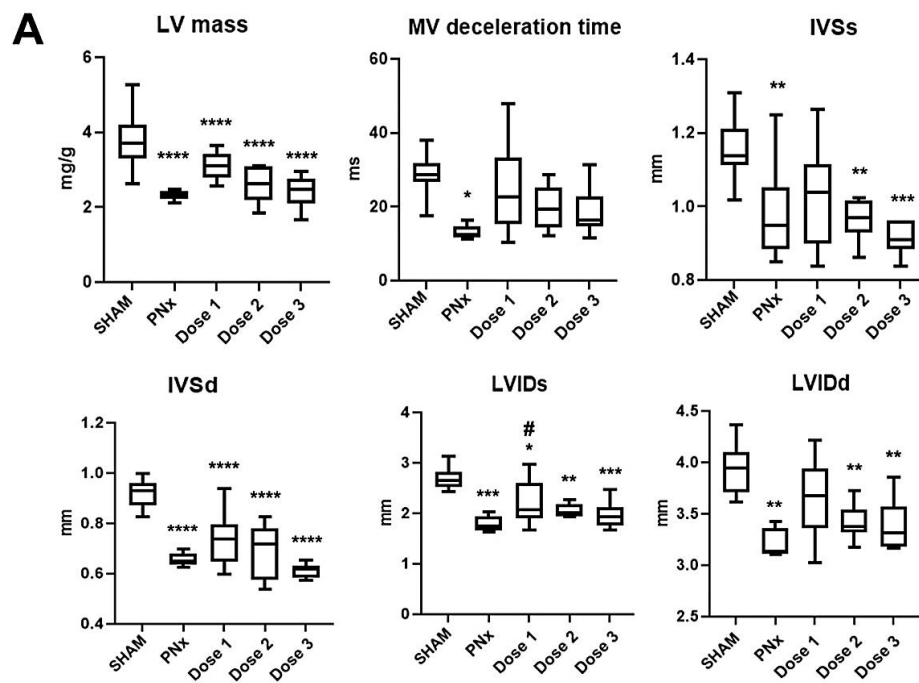 A
LV mass
6
4
2
0
mg/g
****
****
****
****
SHAM
PNx
Dose 1
Dose 2
Dose 3
MV deceleration time
60
40
20
0
ms
*
SHAM
PNx
Dose 1
Dose 2
Dose 3
IVSs
1.4
1.2
1.0
0.8
mm
**
**
***
SHAM
PNx
Dose 1
Dose 2
Dose 3
IVSd
1.2
1.0
0.8
0.6
0.4
mm
****
****
****
****
SHAM
PNx
Dose 1
Dose 2
Dose 3
LVIDs
4
3
2
1
0
mm
***
#
*
**
***
SHAM
PNx
Dose 1
Dose 2
Dose 3
LVIDd
4.5
4.0
3.5
3.0
2.5
mm
**
**
**
SHAM
PNx
Dose 1
Dose 2
Dose 3